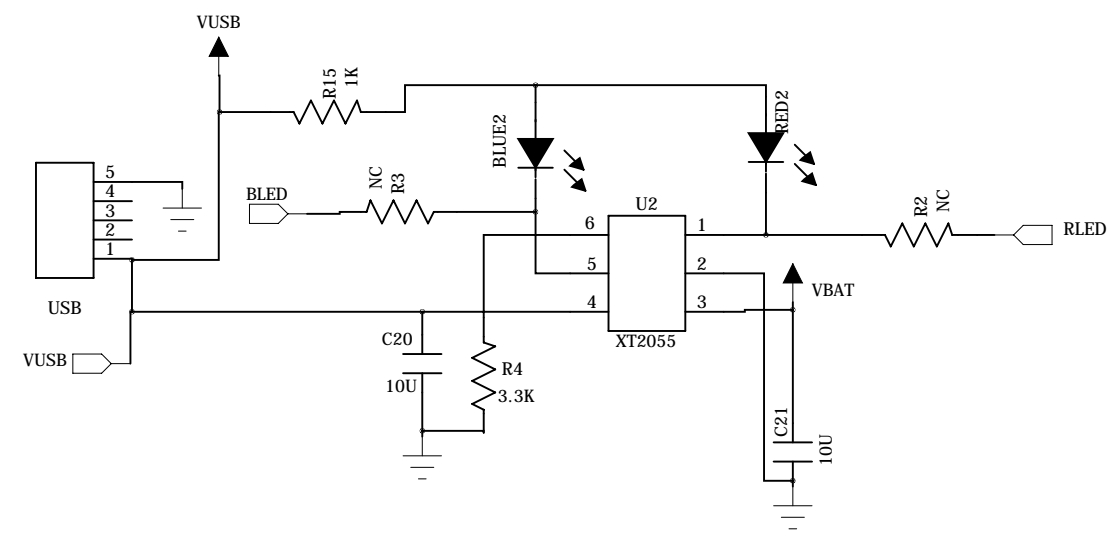 VUSB
R15
1K
BLUE2
RED2
5
4
3
2
1
USB
BLED
NC
R3
U2
6
5
4
1
2
3
XT2055
R2
NC
RLED
VBAT
VUSB
C20
10U
R4
3.3K
C21
10U